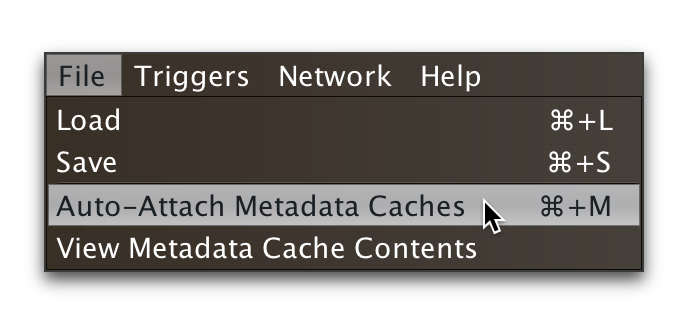 File Triggers Network Help
Load ⌘+L
Save ⌘+S
Auto-Attach Metadata Caches ⌘+M
View Metadata Cache Contents